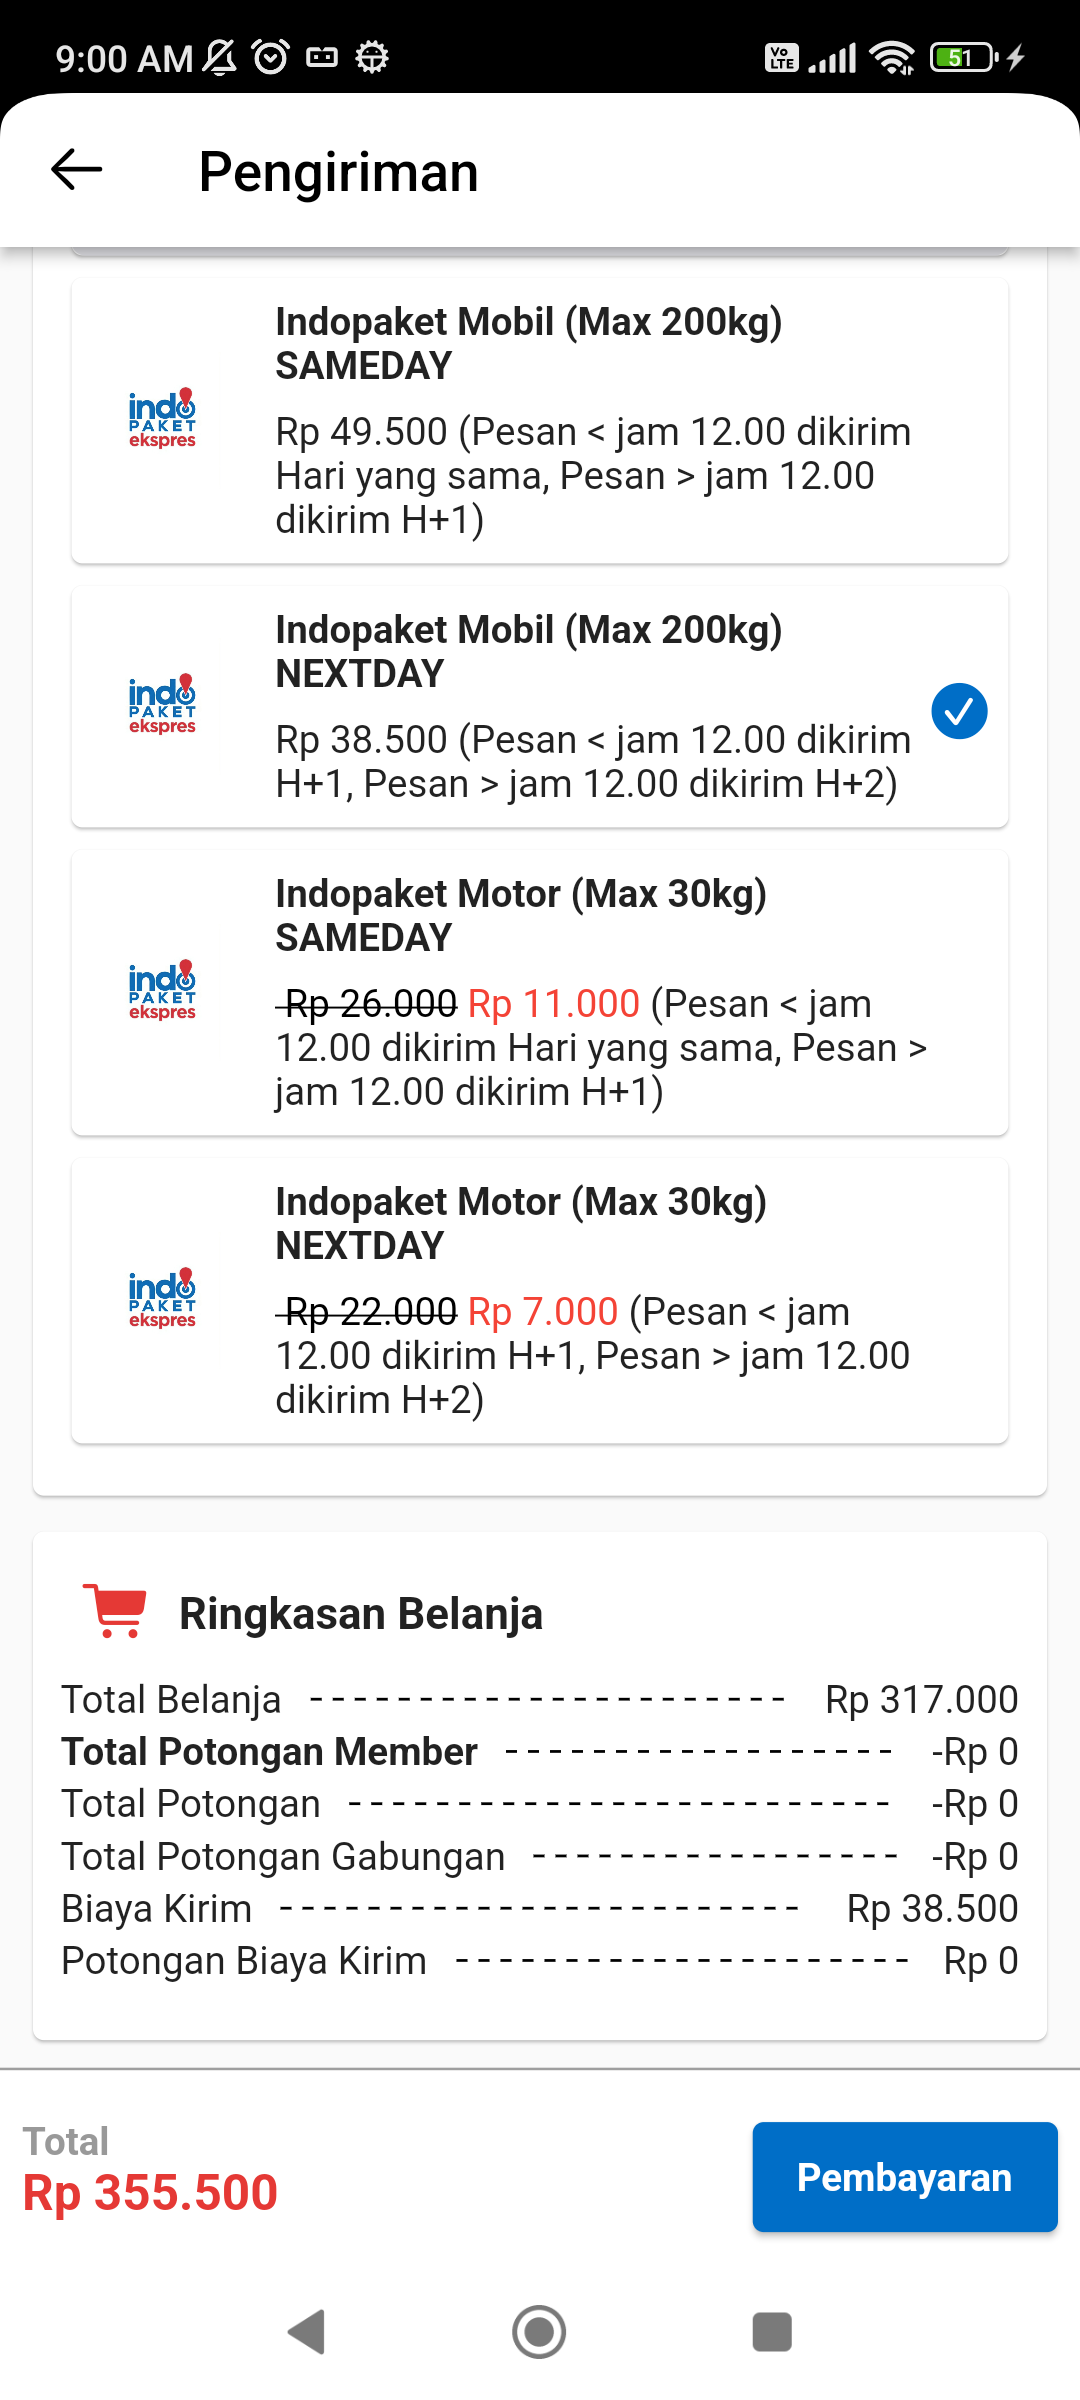 9:00 AM
Vo LTE
51
Pengiriman
Indopaket Mobil (Max 200kg)
SAMEDAY
indo
PAKET
ekspres
Rp 49.500 (Pesan < jam 12.00 dikirim
Hari yang sama, Pesan > jam 12.00
dikirim H+1)
Indopaket Mobil (Max 200kg)
NEXTDAY
indo
PAKET
ekspres
Rp 38.500 (Pesan < jam 12.00 dikirim
H+1, Pesan > jam 12.00 dikirim H+2)
Indopaket Motor (Max 30kg)
SAMEDAY
indo
PAKET
ekspres
Rp 26.000 Rp 11.000 (Pesan < jam
12.00 dikirim Hari yang sama, Pesan >
jam 12.00 dikirim H+1)
Indopaket Motor (Max 30kg)
NEXTDAY
indo
PAKET
ekspres
Rp 22.000 Rp 7.000 (Pesan < jam
12.00 dikirim H+1, Pesan > jam 12.00
dikirim H+2)
Ringkasan Belanja
Total Belanja ---------------------- Rp 317.000
Total Potongan Member ------------------ -Rp 0
Total Potongan ------------------------- -Rp 0
Total Potongan Gabungan ----------------- -Rp 0
Biaya Kirim ------------------------ Rp 38.500
Potongan Biaya Kirim --------------------- Rp 0
Total
Rp 355.500
Pembayaran